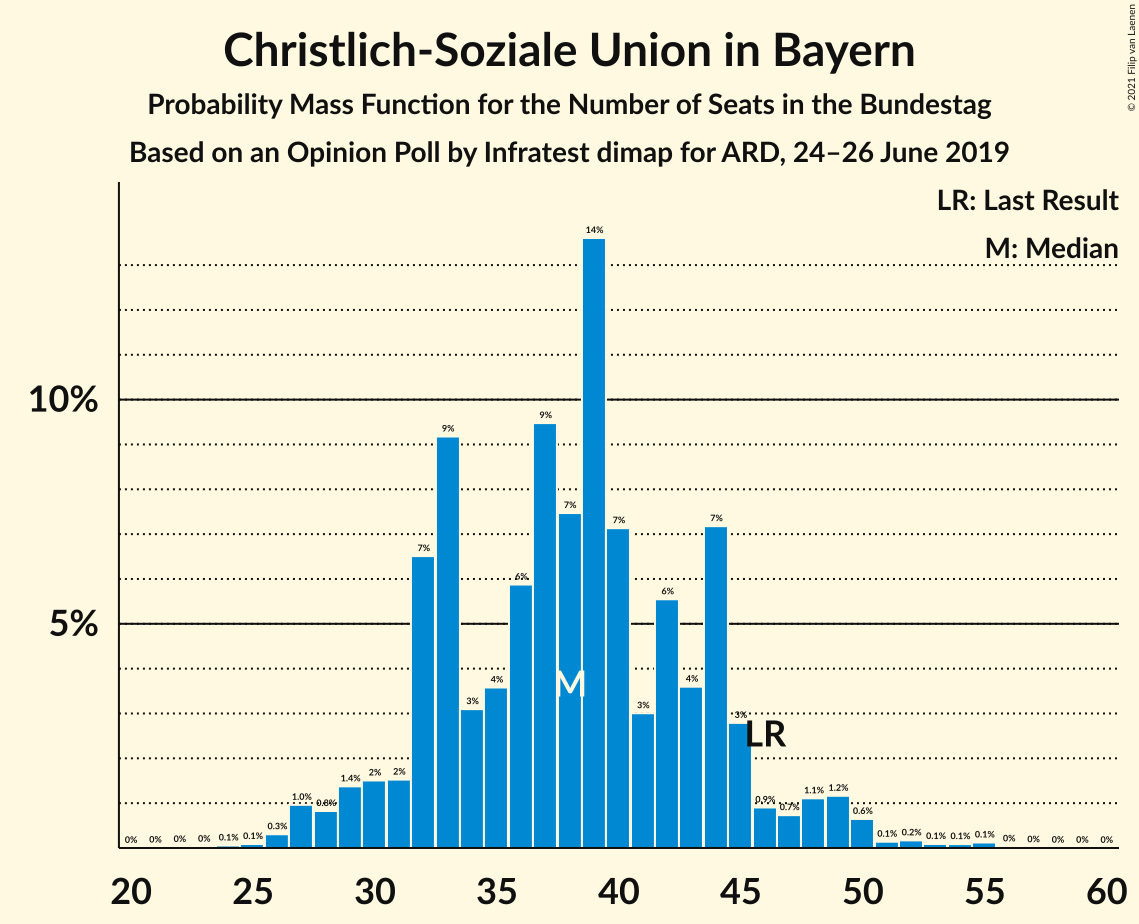 Christlich-Soziale Union in Bayern
Probability Mass Function for the Number of Seats in the Bundestag
Based on an Opinion Poll by Infratest dimap for ARD, 24–26 June 2019
© 2021 Filip van Laenen
LR: Last Result
M: Median
10%
5%
0% 0% 0% 0% 0.1% 0.1% 0.3% 1.0% 0.8% 1.4% 2% 2% 7% 9% 3% 4% 6% 9% 7% 14% 7% 3% 6% 4% 7% 3% 0.9% 0.7% 1.1% 1.2% 0.6% 0.1% 0.2% 0.1% 0.1% 0.1% 0% 0% 0% 0% 0%
M
LR
20 25 30 35 40 45 50 55 60